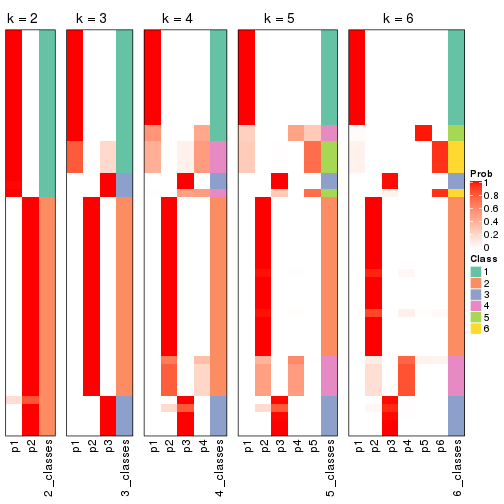 k = 2
k = 3
k = 4
k = 5
k = 6
Prob
1
0.8
0.6
0.4
0.2
0
Class
1
2
3
4
5
6
p1
p2
2_classes
p1
p2
p3
3_classes
p1
p2
p3
p4
4_classes
p1
p2
p3
p4
p5
5_classes
p1
p2
p3
p4
p5
p6
6_classes